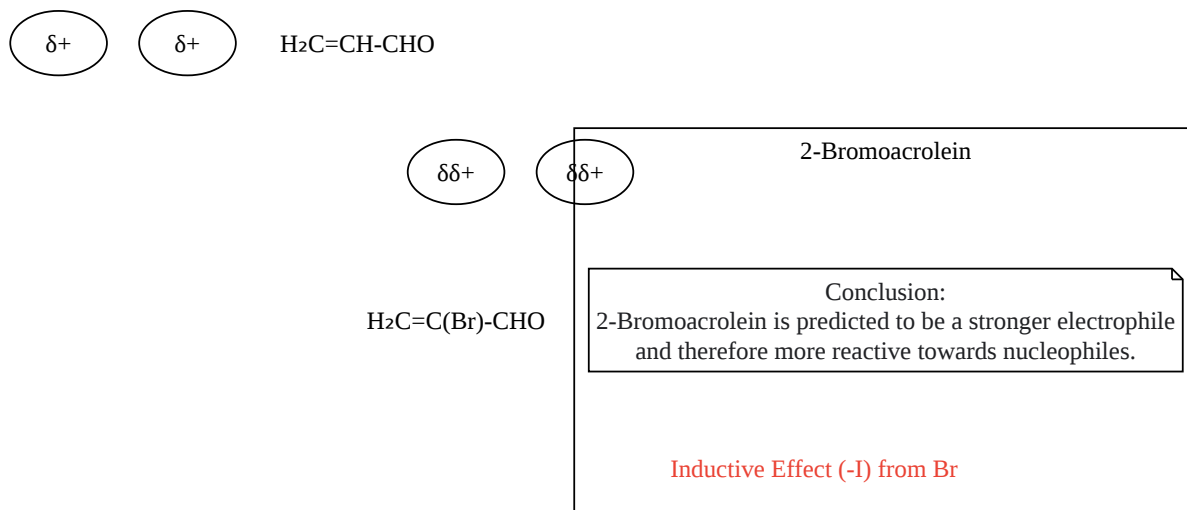 δ+ δ+ H₂C=CH-CHO
2-Bromoacrolein
δδ+ δδ+
Conclusion:
2-Bromoacrolein is predicted to be a stronger electrophile
and therefore more reactive towards nucleophiles.
H₂C=C(Br)-CHO
Inductive Effect (-I) from Br